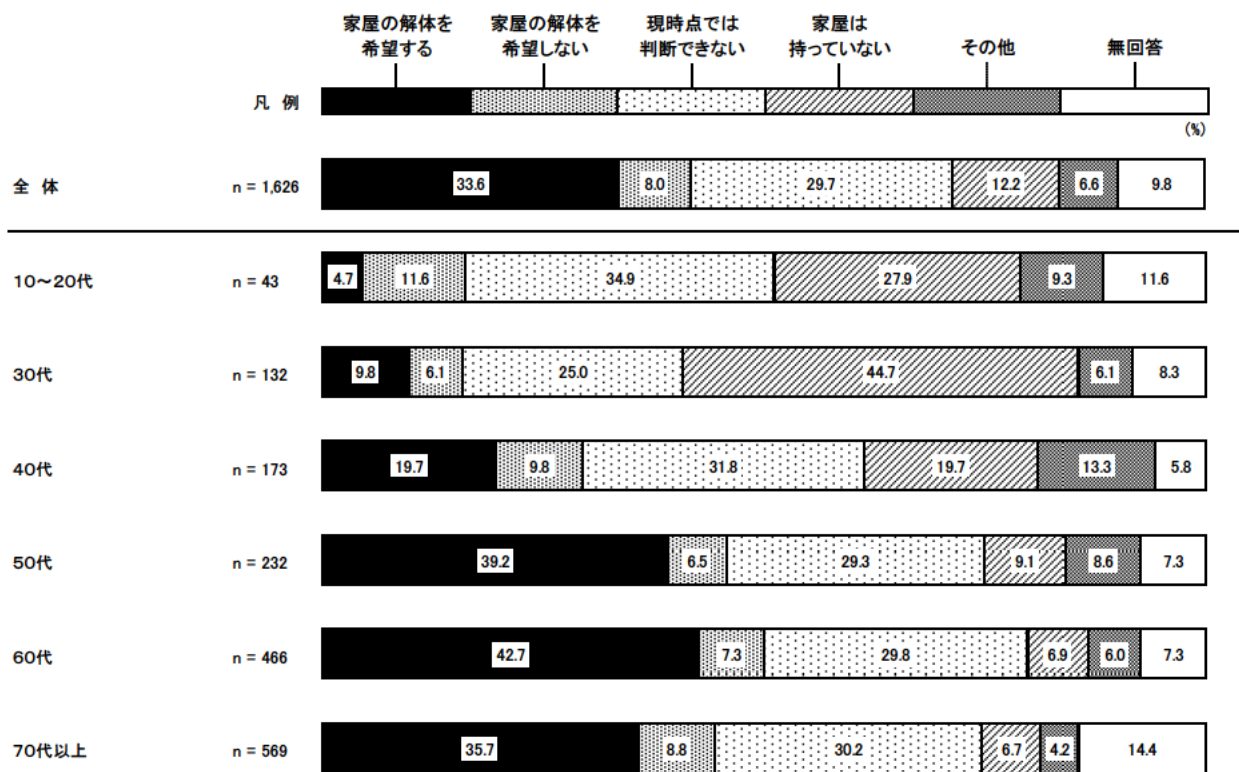 家屋の解体を 家屋の解体を 現時点では 家屋は
希望する 希望しない 判断できない 持っていない その他 無回答
凡 例
(%)
全 体 n = 1,626 33.6 8.0 29.7 12.2 6.6 9.8
10～20代 n = 43 4.7 11.6 34.9 27.9 9.3 11.6
30代 n = 132 9.8 6.1 25.0 44.7 6.1 8.3
40代 n = 173 19.7 9.8 31.8 19.7 13.3 5.8
50代 n = 232 39.2 6.5 29.3 9.1 8.6 7.3
60代 n = 466 42.7 7.3 29.8 6.9 6.0 7.3
70代以上 n = 569 35.7 8.8 30.2 6.7 4.2 14.4